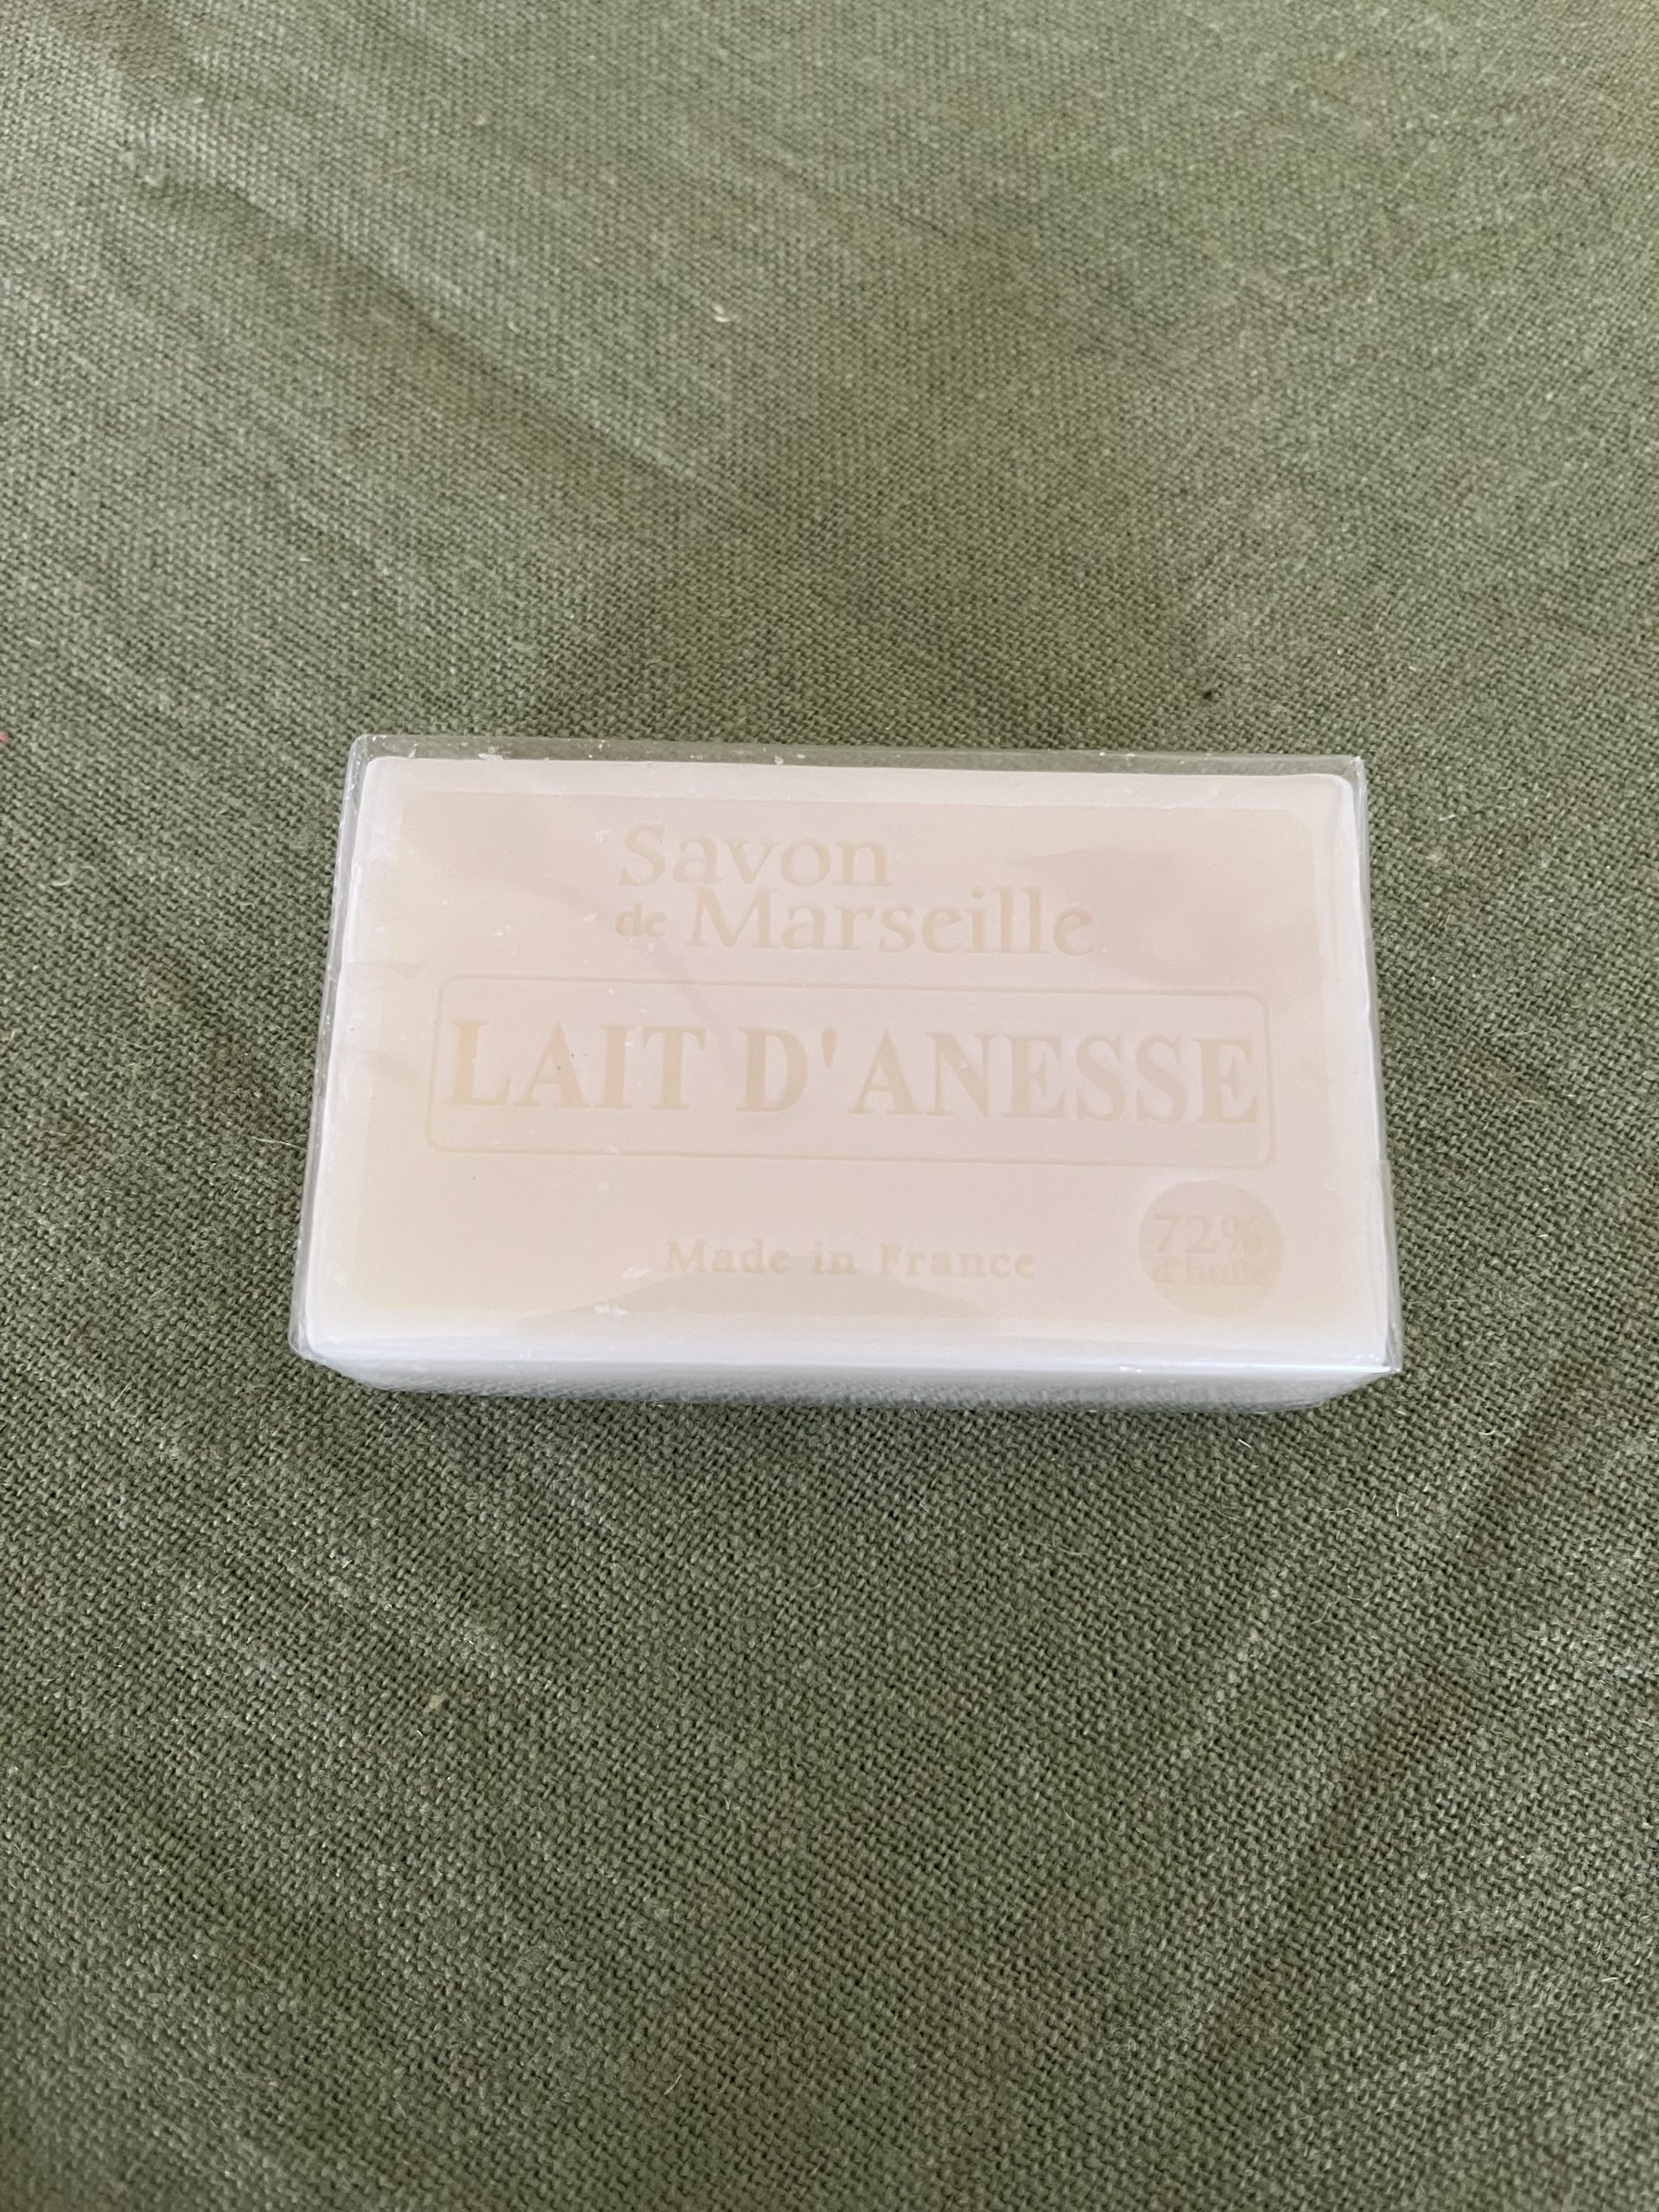 Savon
de Marseille
LAIT D'ANESSE
Made in France
72%
d'huile